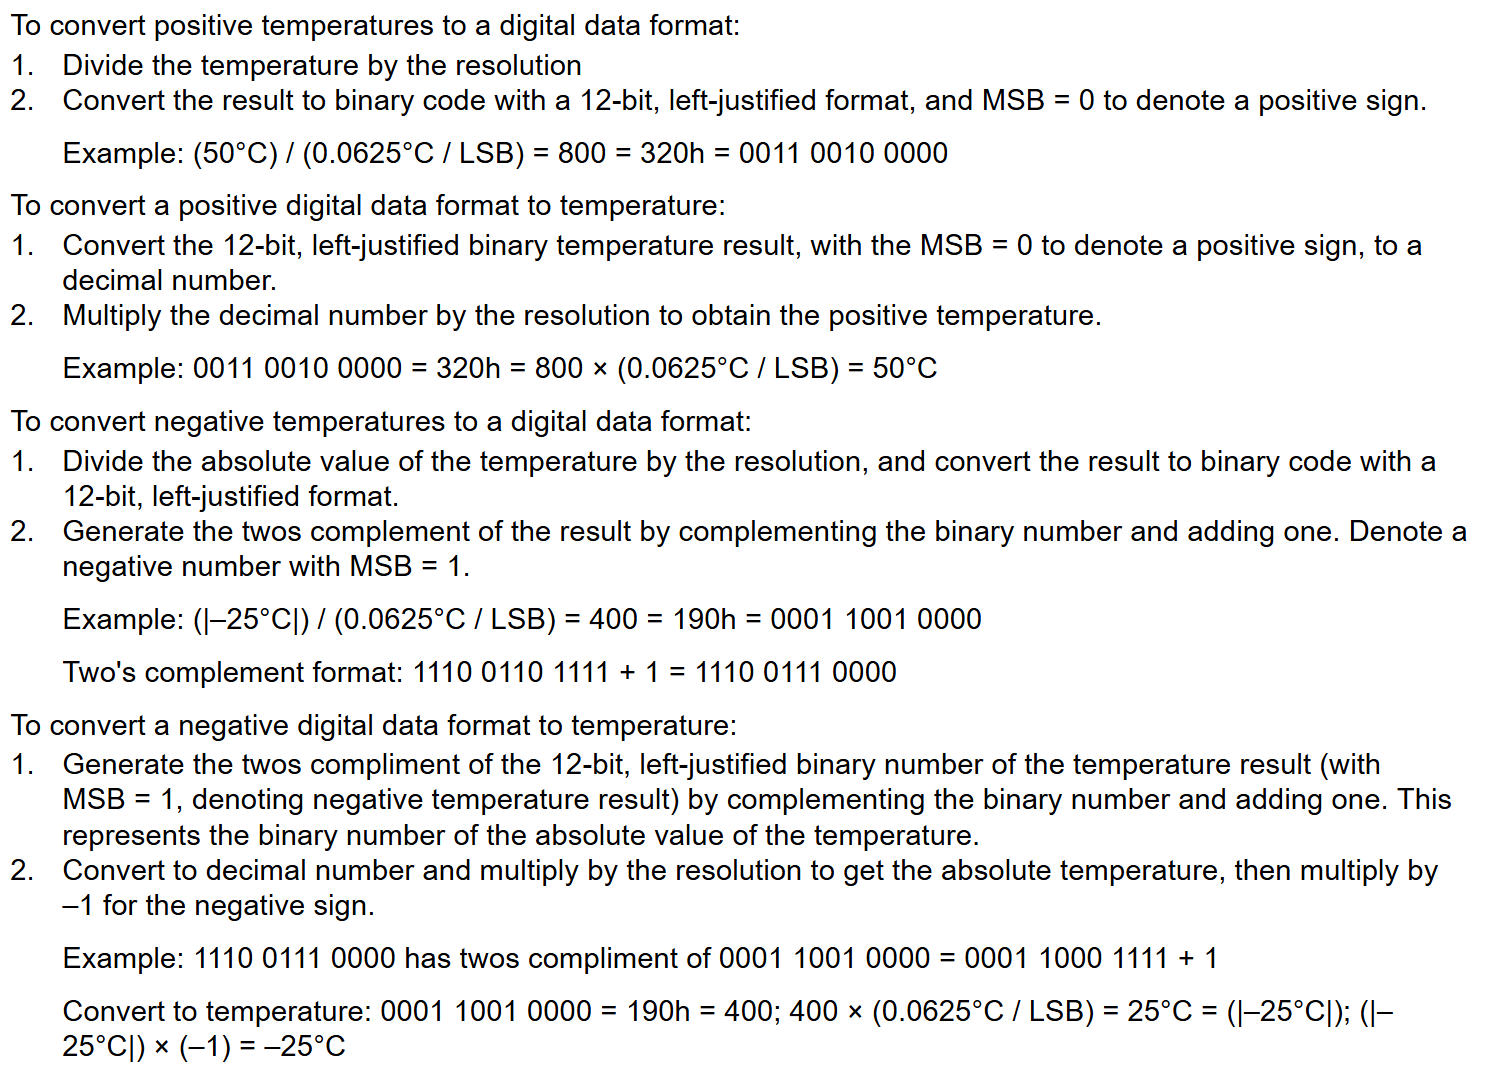 To convert positive temperatures to a digital data format:
1. Divide the temperature by the resolution
2. Convert the result to binary code with a 12-bit, left-justified format, and MSB = 0 to denote a positive sign.
Example: (50°C) / (0.0625°C / LSB) = 800 = 320h = 0011 0010 0000
To convert a positive digital data format to temperature:
1. Convert the 12-bit, left-justified binary temperature result, with the MSB = 0 to denote a positive sign, to a
decimal number.
2. Multiply the decimal number by the resolution to obtain the positive temperature.
Example: 0011 0010 0000 = 320h = 800 × (0.0625°C / LSB) = 50°C
To convert negative temperatures to a digital data format:
1. Divide the absolute value of the temperature by the resolution, and convert the result to binary code with a
12-bit, left-justified format.
2. Generate the twos complement of the result by complementing the binary number and adding one. Denote a
negative number with MSB = 1.
Example: (|–25°C|) / (0.0625°C / LSB) = 400 = 190h = 0001 1001 0000
Two's complement format: 1110 0110 1111 + 1 = 1110 0111 0000
To convert a negative digital data format to temperature:
1. Generate the twos compliment of the 12-bit, left-justified binary number of the temperature result (with
MSB = 1, denoting negative temperature result) by complementing the binary number and adding one. This
represents the binary number of the absolute value of the temperature.
2. Convert to decimal number and multiply by the resolution to get the absolute temperature, then multiply by
–1 for the negative sign.
Example: 1110 0111 0000 has twos compliment of 0001 1001 0000 = 0001 1000 1111 + 1
Convert to temperature: 0001 1001 0000 = 190h = 400; 400 × (0.0625°C / LSB) = 25°C = (|–25°C|); (|–
25°C|) × (–1) = –25°C